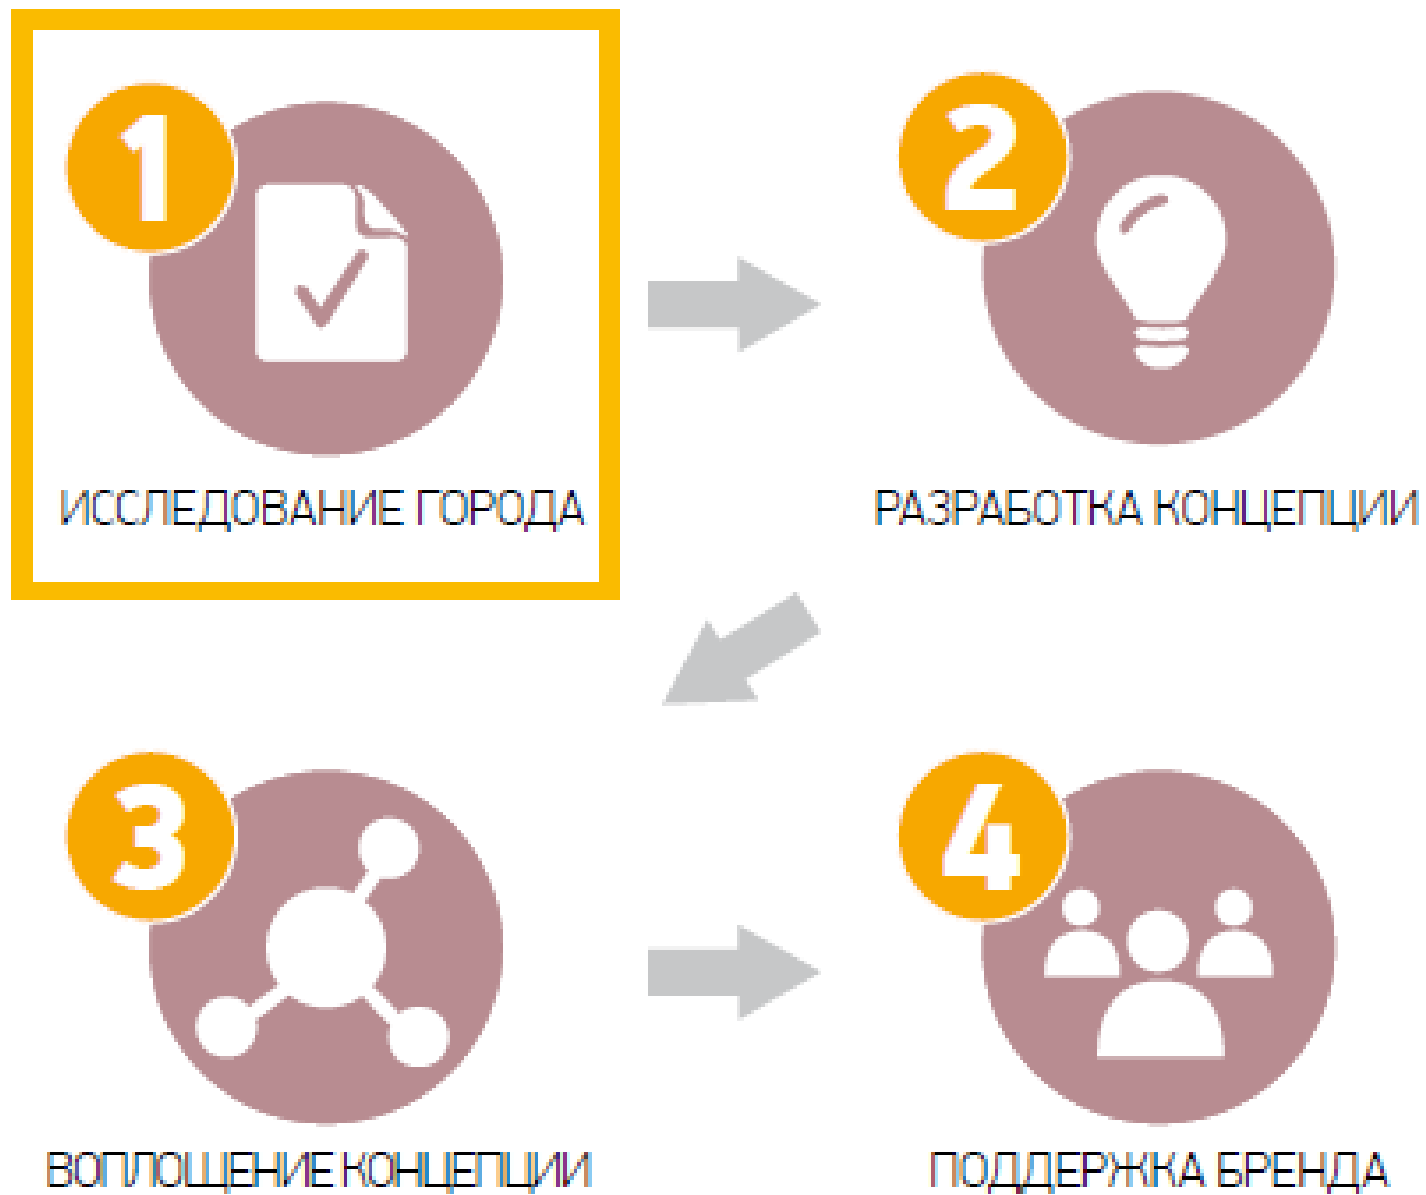 1
ИССЛЕДОВАНИЕ ГОРОДА
2
РАЗРАБОТКА КОНЦЕПЦИИ
3
ВОПЛОЩЕНИЕ КОНЦЕПЦИИ
4
ПОДДЕРЖКА БРЕНДА